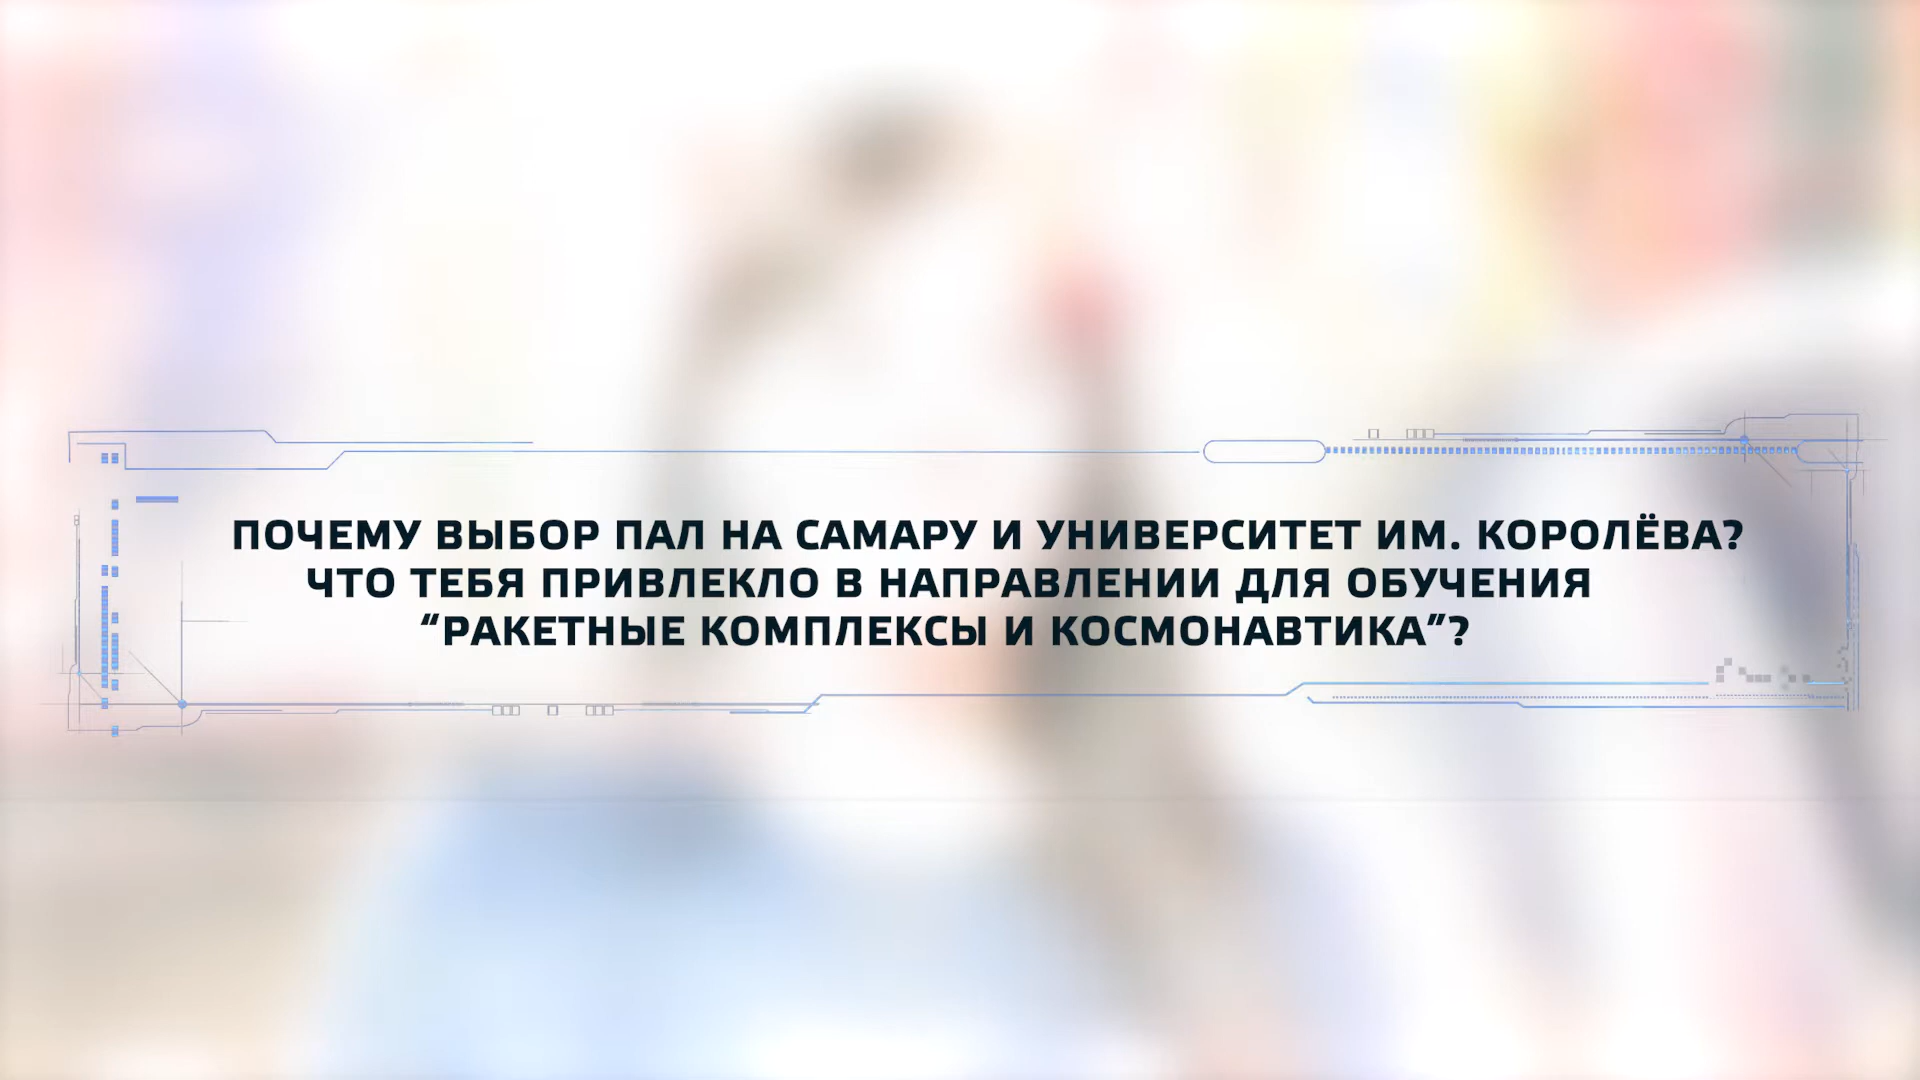 ПОЧЕМУ ВЫБОР ПАЛ НА САМАРУ И УНИВЕРСИТЕТ ИМ. КОРОЛЁВА?
ЧТО ТЕБЯ ПРИВЛЕКЛО В НАПРАВЛЕНИИ ДЛЯ ОБУЧЕНИЯ
“РАКЕТНЫЕ КОМПЛЕКСЫ И КОСМОНАВТИКА”?